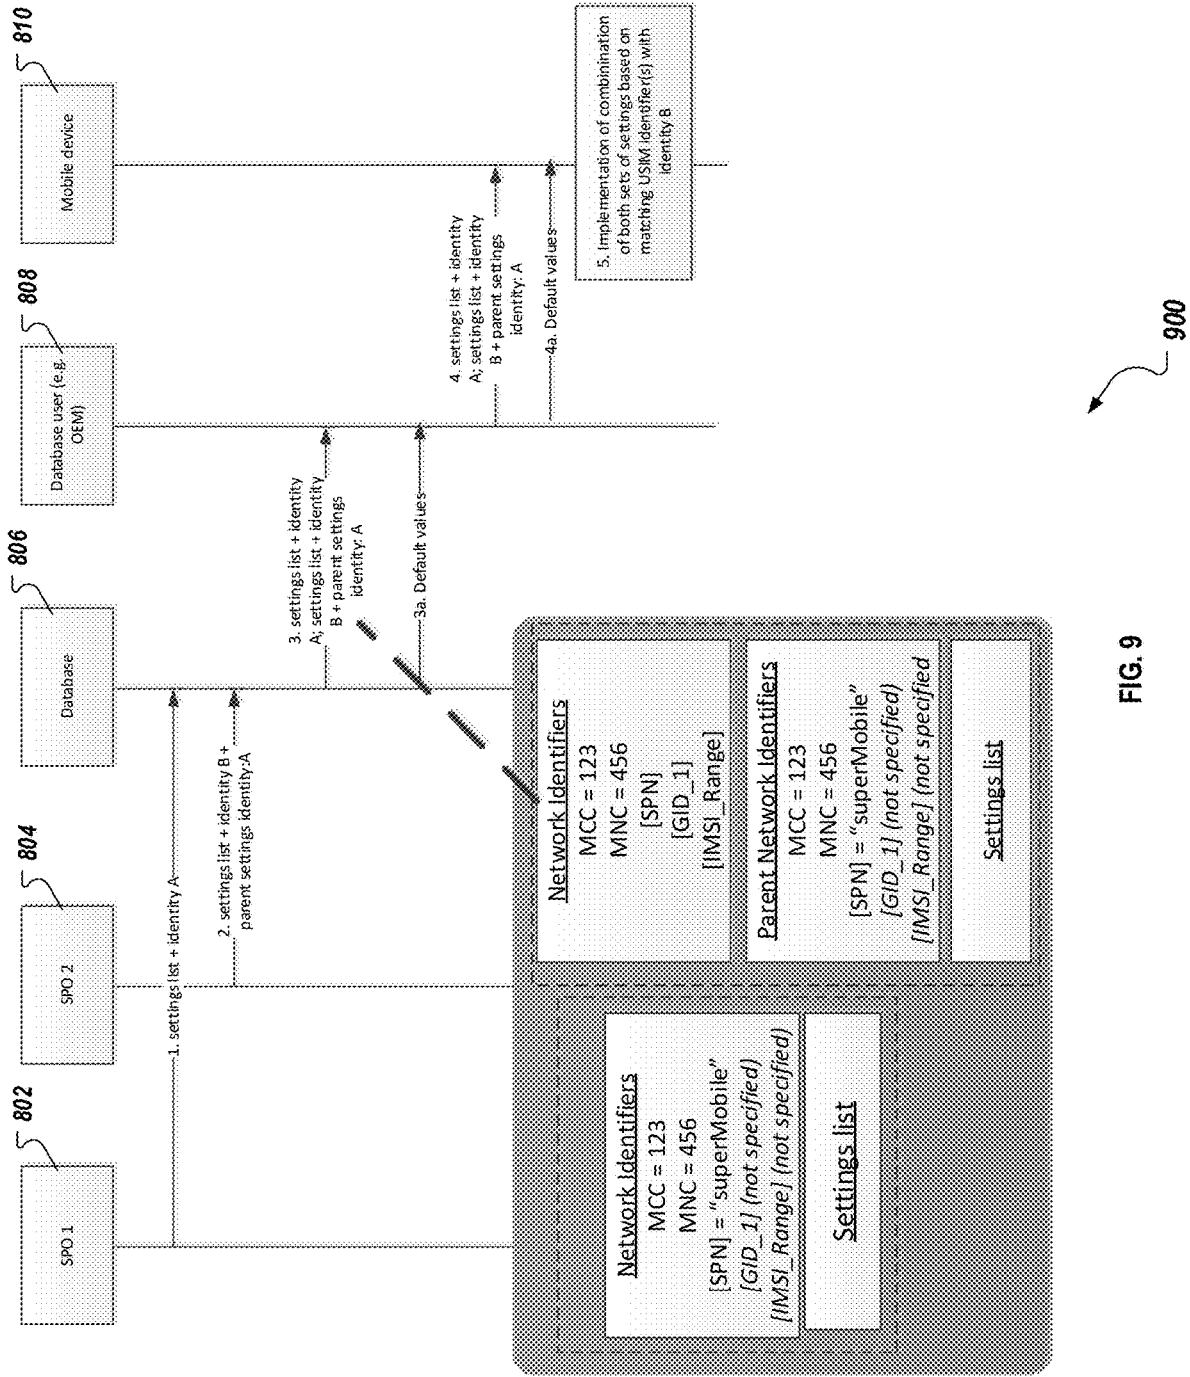 802
SPO 1
804
SPO 2
806
Database
808
Database user (e.g.
OEM)
810
Mobile device
1. settings list + identity A
2. settings list + identity B +
parent settings identity:A
3. settings list + identity
A; settings list + identity
B + parent settings
identity: A
3a. Default values
4. settings list + identity
A; settings list + identity
B + parent settings
identity: A
4a. Default values
5. Implementation of combinination
of both sets of settings based on
matching USIM identifier(s) with
identity B
Network Identifiers
MCC = 123
MNC = 456
[SPN] = “superMobile”
[GID_1] (not specified)
[IMSI_Range] (not specified)
Settings list
Network Identifiers
MCC = 123
MNC = 456
[SPN]
[GID_1]
[IMSI_Range]
Parent Network Identifiers
MCC = 123
MNC = 456
[SPN] = “superMobile”
[GID_1] (not specified)
[IMSI_Range] (not specified
Settings list
900
FIG. 9